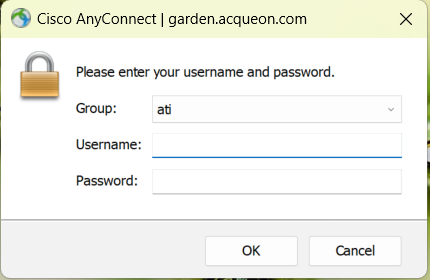 Cisco AnyConnect | garden.acqueon.com
Please enter your username and password.
Group: ati
Username:
Password:
OK Cancel